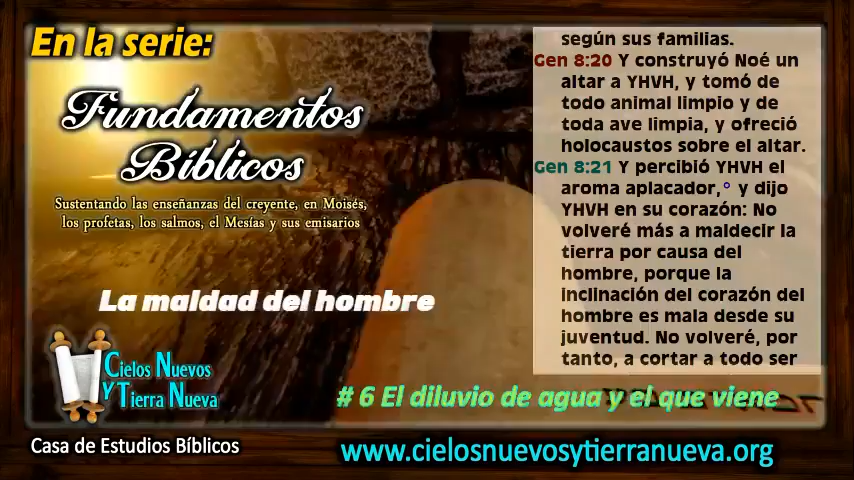 En la serie:
Fundamentos
Bíblicos
Sustentando las enseñanzas del creyente, en Moisés,
los profetas, los salmos, el Mesías y sus emisarios
La maldad del hombre
Cielos Nuevos
Y Tierra Nueva
Casa de Estudios Bíblicos
según sus familias.
Gen 8:20 Y construyó Noé un
altar a YHVH, y tomó de
todo animal limpio y de
toda ave limpia, y ofreció
holocaustos sobre el altar.
Gen 8:21 Y percibió YHVH el
aroma aplacador,° y dijo
YHVH en su corazón: No
volveré más a maldecir la
tierra por causa del
hombre, porque la
inclinación del corazón del
hombre es mala desde su
juventud. No volveré, por
tanto, a cortar a todo ser
# 6 El diluvio de agua y el que viene
www.cielosnuevosytierranueva.org